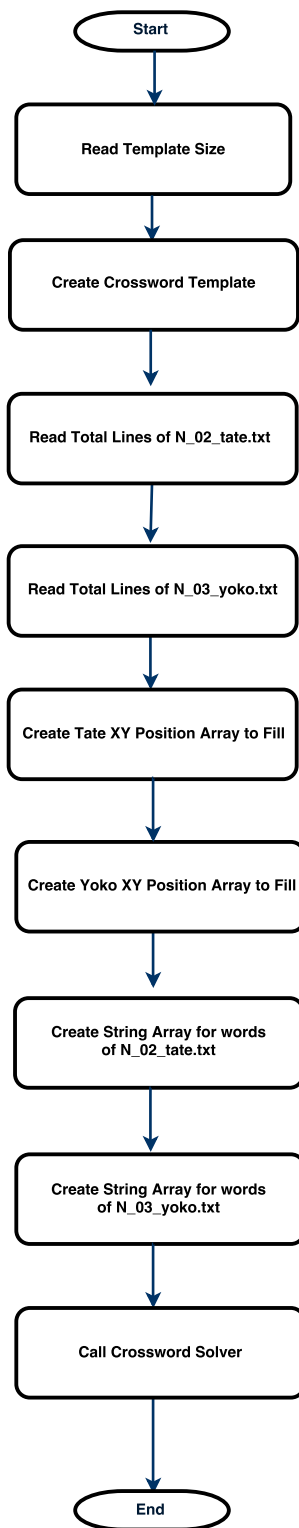 Start
Read Template Size
Create Crossword Template
Read Total Lines of N_02_tate.txt
Read Total Lines of N_03_yoko.txt
Create Tate XY Position Array to Fill
Create Yoko XY Position Array to Fill
Create String Array for words
of N_02_tate.txt
Create String Array for words
of N_03_yoko.txt
Call Crossword Solver
End